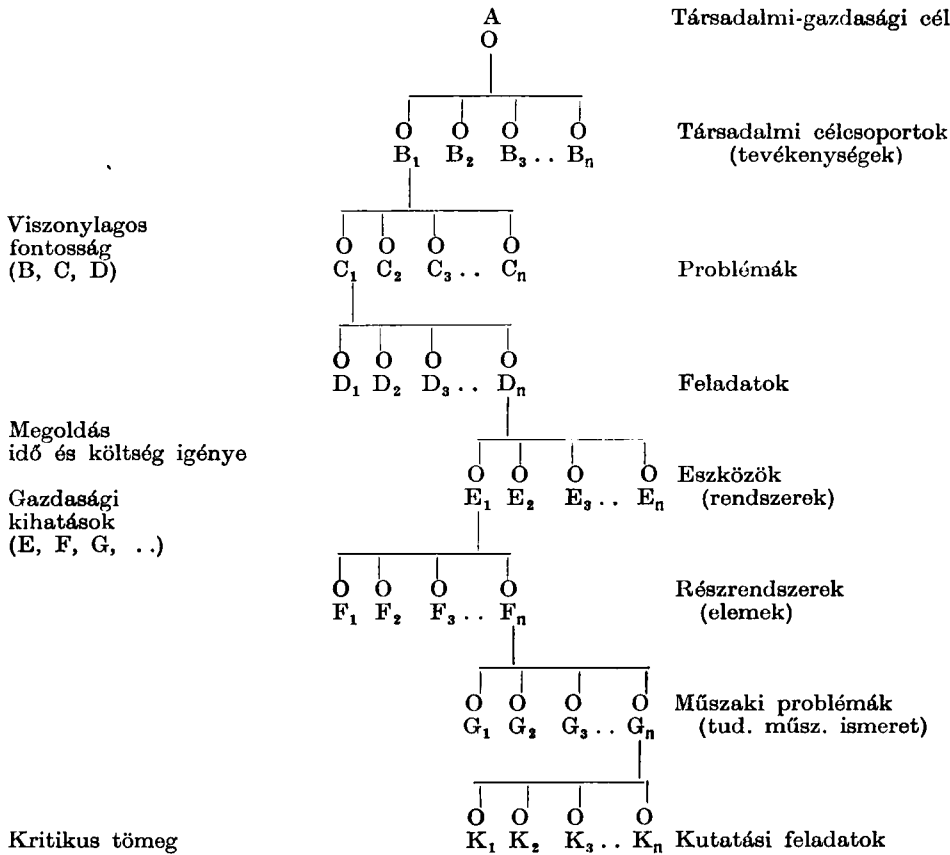 A Társadalmi-gazdasági cél
O
O O O O Társadalmi célcsoportok
B₁ B₂ B₃ . . Bₙ (tevékenységek)
Viszonylagos
fontosság O O O O
(B, C, D) C₁ C₂ C₃ . . Cₙ Problémák
O O O O
D₁ D₂ D₃ . . Dₙ Feladatok
Megoldás
idő és költség igénye
O O O O Eszközök
E₁ E₂ E₃ . . Eₙ (rendszerek)
Gazdasági
kihatások
(E, F, G, . .)
O O O O Részrendszerek
F₁ F₂ F₃ . . Fₙ (elemek)
O O O O Műszaki problémák
G₁ G₂ G₃ . . Gₙ (tud. műsz. ismeret)
O O O O
Kritikus tömeg K₁ K₂ K₃ . . Kₙ Kutatási feladatok